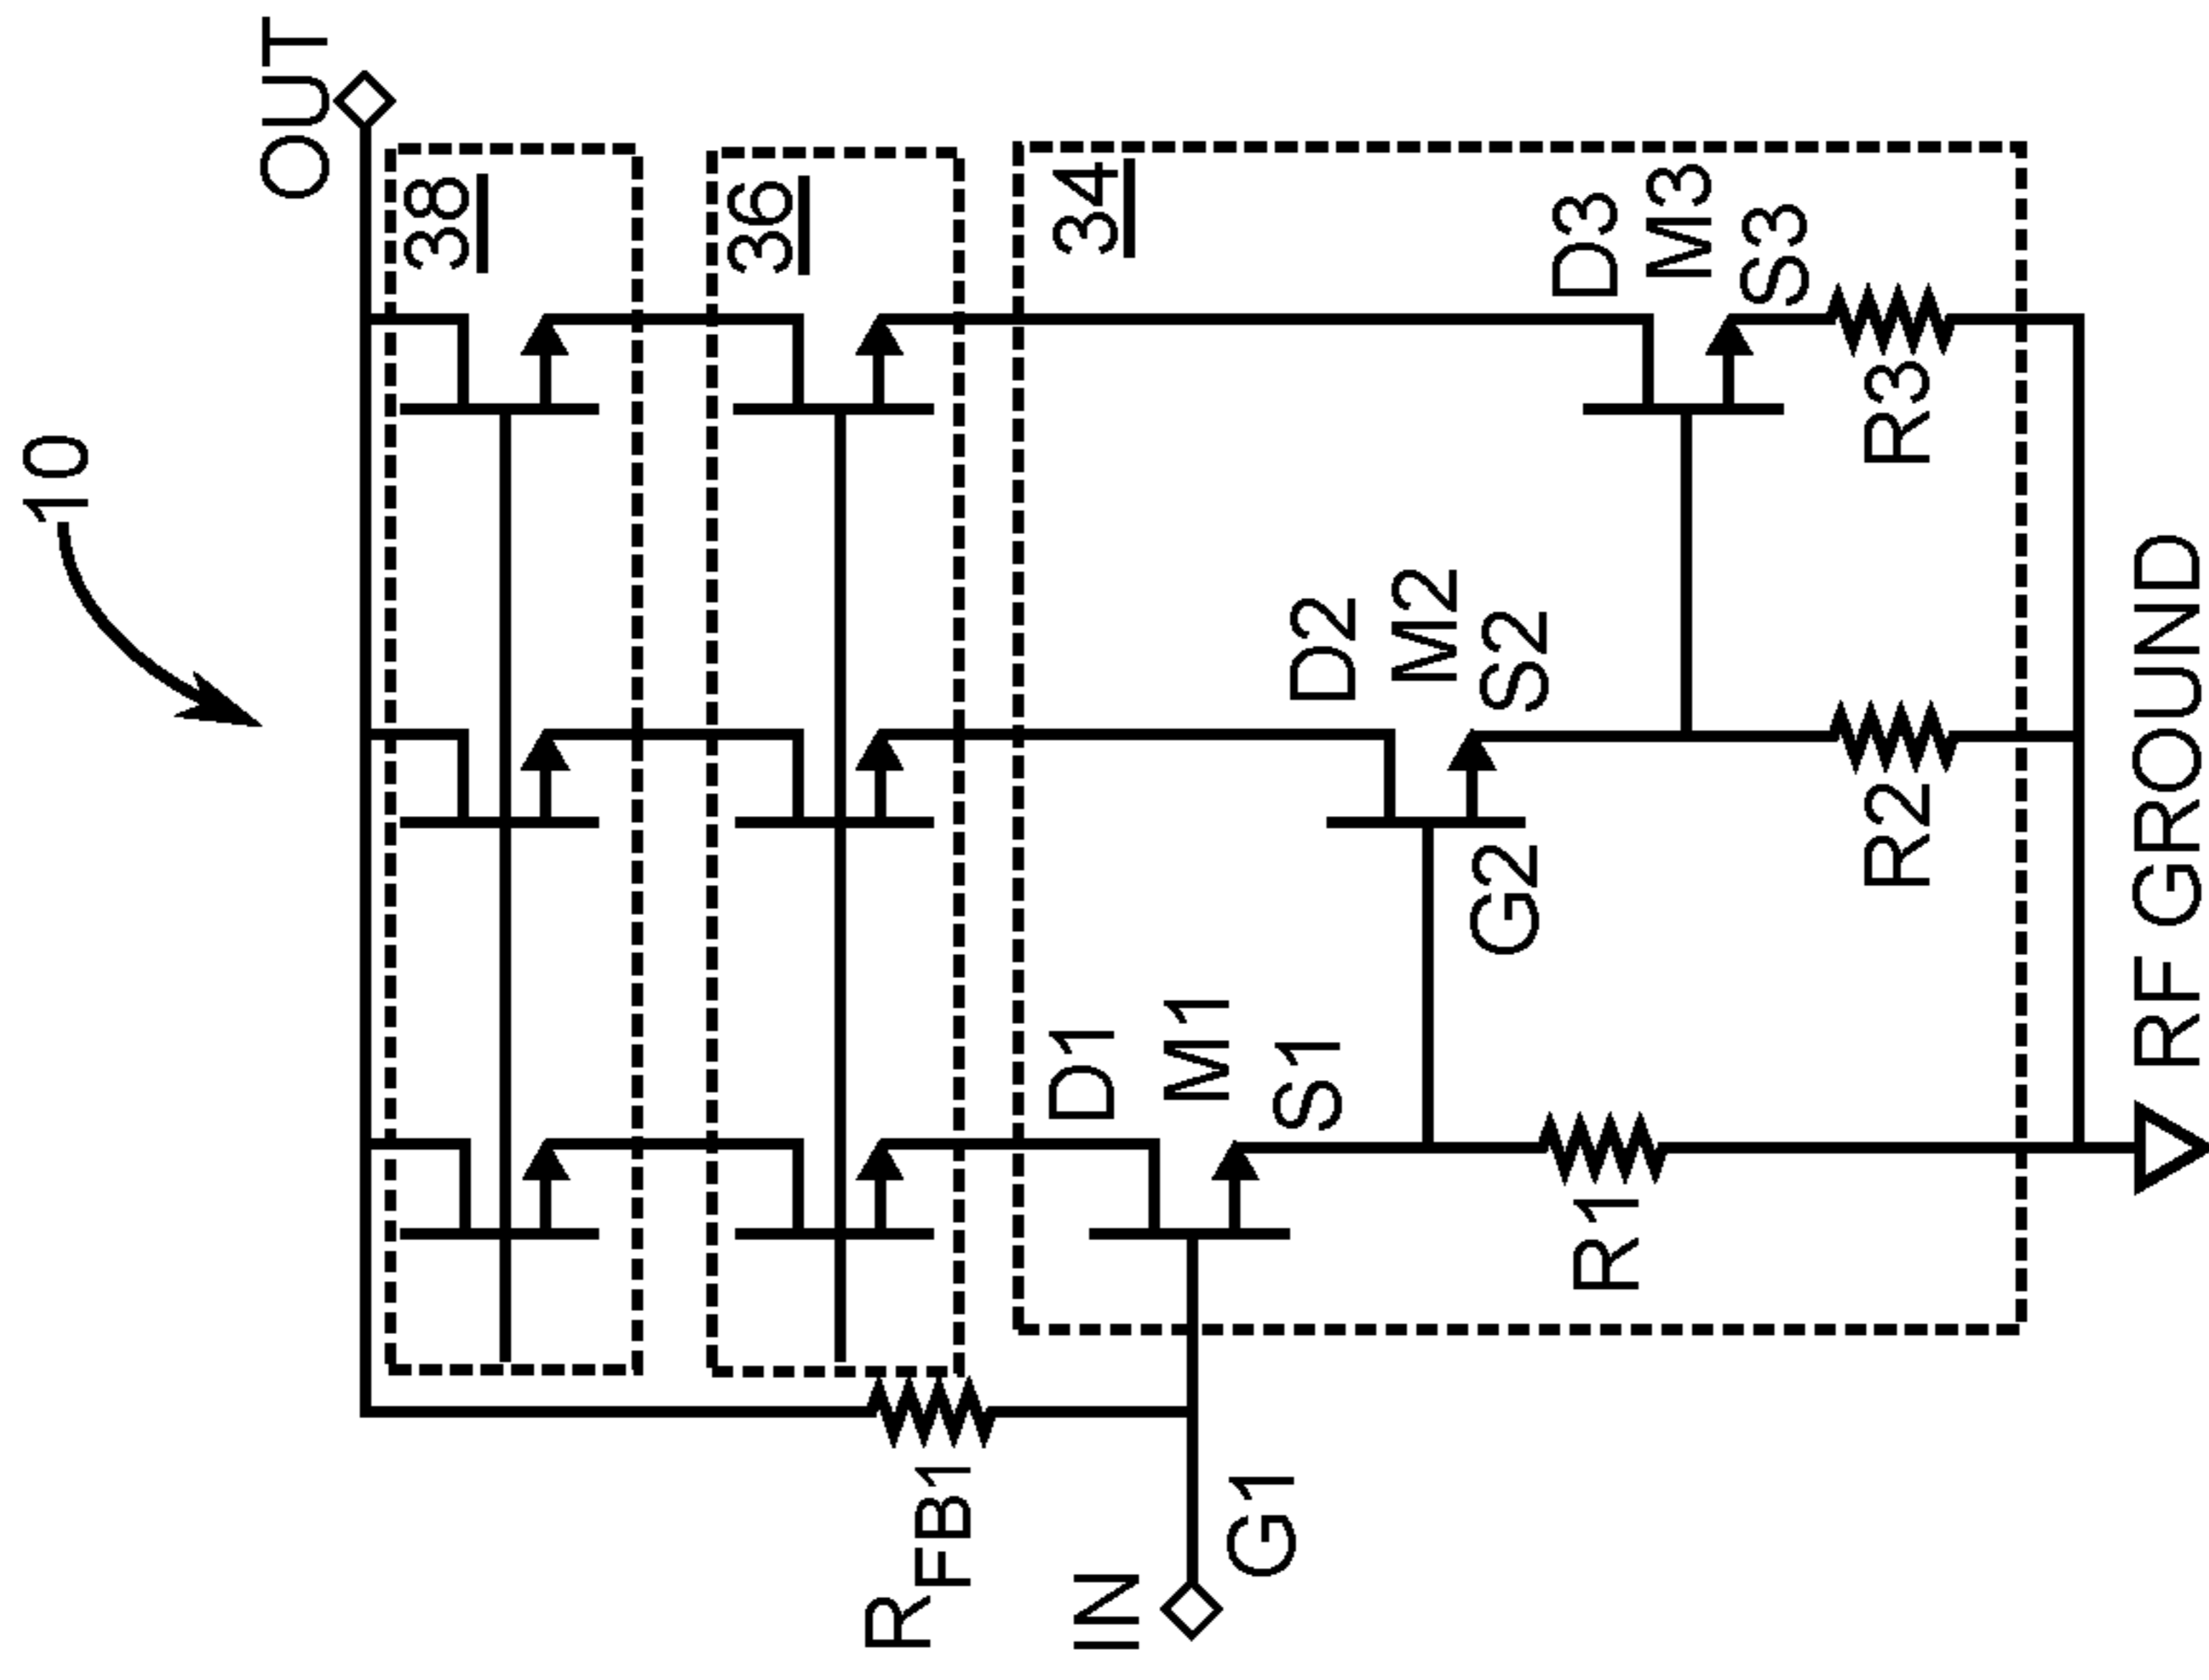 10
OUT
38
36
34
D3
M3
S3
R3
D2
M2
S2
G2
R2
D1
M1
S1
R1
RFB1
IN
G1
RF GROUND